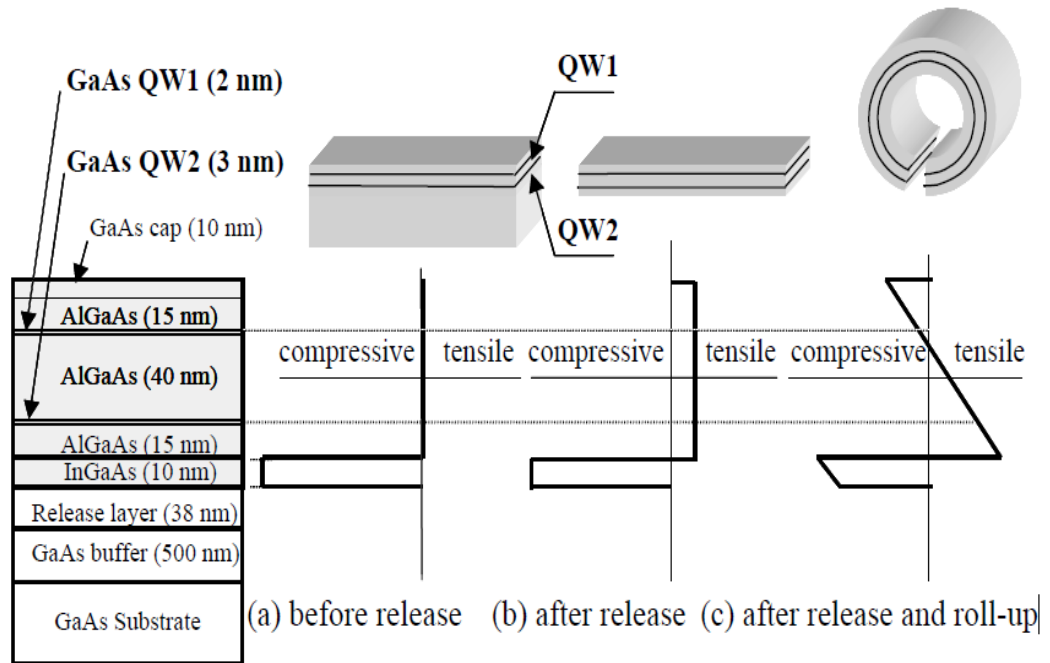 GaAs QW1 (2 nm)
GaAs QW2 (3 nm)
GaAs cap (10 nm)
QW1
QW2
AlGaAs (15 nm)
AlGaAs (40 nm)
AlGaAs (15 nm)
InGaAs (10 nm)
Release layer (38 nm)
GaAs buffer (500 nm)
GaAs Substrate
compressive tensile
compressive tensile
compressive tensile
(a) before release
(b) after release
(c) after release and roll-up